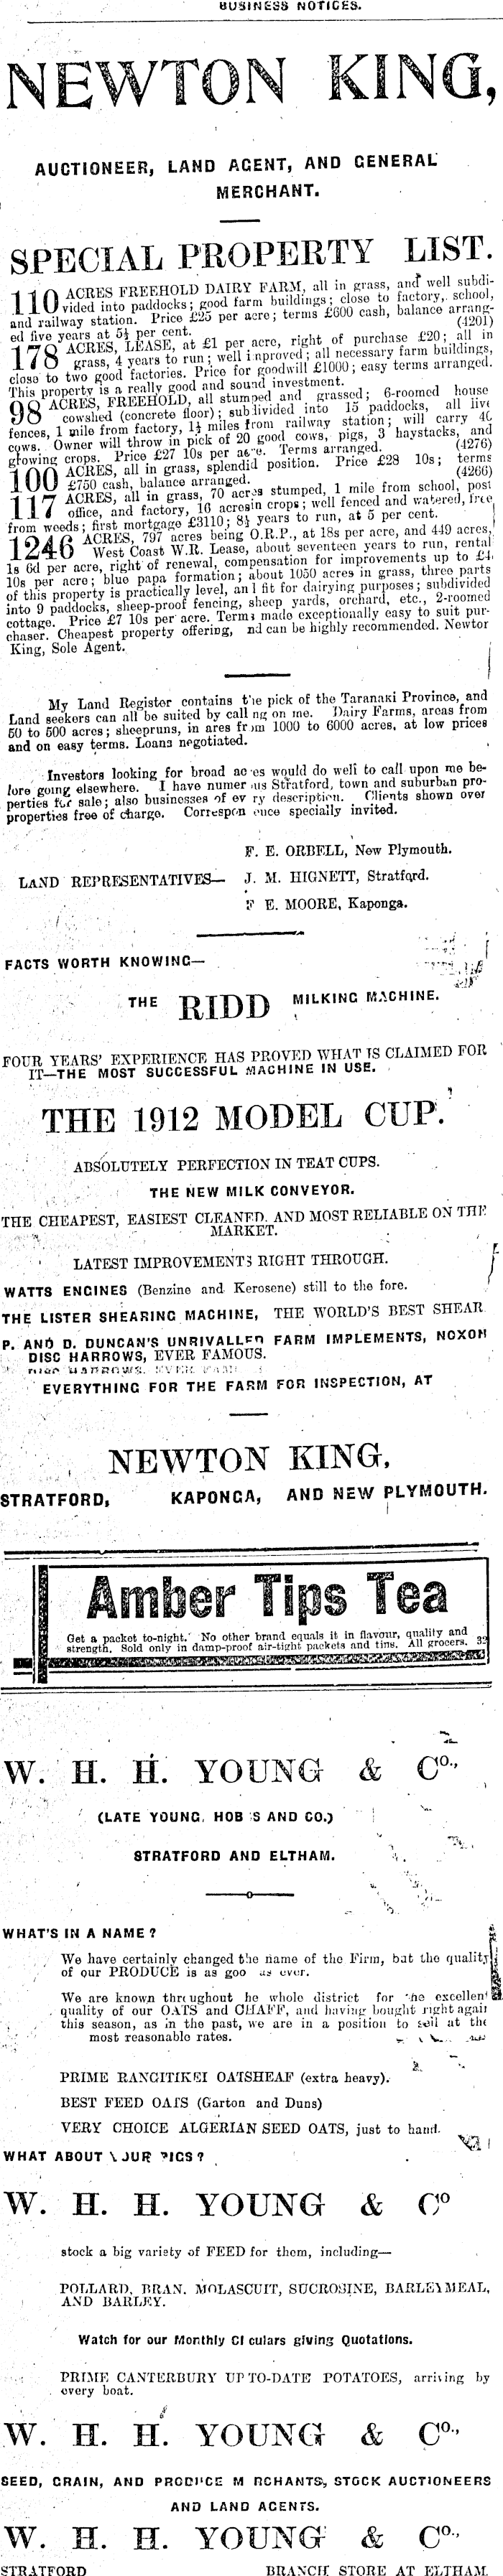 BUSINESS NOTICES.
NEWTON KING,
AUCTIONEER, LAND AGENT, AND GENERAL
MERCHANT.
SPECIAL PROPERTY LIST.
110 ACRES FREEHOLD DAIRY FARM, all in grass, and well subdi-
vided into paddocks; good farm buildings; close to factory, school,
and railway station. Price £25 per acre; terms £600 cash, balance arrang-
ed five years at 5½ per cent. (4201)
178 ACRES, LEASE, at £1 per acre, right of purchase £20; all in
grass, 4 years to run; well i nproved; all necessary farm buildings,
close to two good factories. Price for goodwill £1000; easy terms arranged.
This property is a really good and sound investment.
98 ACRES, FREEHOLD, all stumped and grassed; 6-roomed house
cowshed (concrete floor); subdivided into 15 paddocks, all live
fences, 1 mile from factory, 1½ miles from railway station; will carry 40
cows. Owner will throw in pick of 20 good cows, pigs, 3 haystacks, and
growing crops. Price £27 10s per acre. Terms arranged. (4276)
100 ACRES, all in grass, splendid position. Price £28 10s; terms
£750 cash, balance arranged. (4266)
117 ACRES, all in grass, 70 acres stumped, 1 mile from school, post
office, and factory, 16 acres in crops; well fenced and watered, free
from weeds; first mortgage £3110; 8½ years to run, at 5 per cent.
1246 ACRES, 797 acres being O.R.P., at 18s per acre, and 449 acres,
West Coast W.R. Lease, about seventeen years to run, rental
1s 6d per acre, right of renewal, compensation for improvements up to £4
10s per acre; blue papa formation; about 1050 acres in grass, three parts
of this property is practically level, an l fit for dairying purposes; subdivided
into 9 paddocks, sheep-proof fencing, sheep yards, orchard, etc., 2-roomed
cottage. Price £7 10s per acre. Terms made exceptionally easy to suit pur-
chaser. Cheapest property offering, nd can be highly recommended. Newtor
King, Sole Agent.
My Land Register contains the pick of the Taranaki Province, and
Land seekers can all be suited by call ng on me. Dairy Farms, areas from
50 to 500 acres; sheepruns, in ares from 1000 to 6000 acres, at low prices
and on easy terms. Loans negotiated.
Investors looking for broad acres would do well to call upon me be-
fore going elsewhere. I have numer us Stratford, town and suburban pro-
perties for sale; also businesses of ev ry description. Clients shown over
properties free of charge. Correspon ence specially invited.
F. E. ORBELL, New Plymouth.
LAND REPRESENTATIVES— J. M. HIGNETT, Stratford.
F E. MOORE, Kaponga.
FACTS WORTH KNOWING—
THE RIDD MILKING MACHINE.
FOUR YEARS' EXPERIENCE HAS PROVED WHAT IS CLAIMED FOR
IT—THE MOST SUCCESSFUL MACHINE IN USE.
THE 1912 MODEL CUP.
ABSOLUTELY PERFECTION IN TEAT CUPS.
THE NEW MILK CONVEYOR.
THE CHEAPEST, EASIEST CLEANED, AND MOST RELIABLE ON THE
MARKET.
LATEST IMPROVEMENTS RIGHT THROUGH.
WATTS ENGINES (Benzine and Kerosene) still to the fore.
THE LISTER SHEARING MACHINE, THE WORLD'S BEST SHEAR
P. AND D. DUNCAN'S UNRIVALLED FARM IMPLEMENTS, NOXON
DISC HARROWS, EVER FAMOUS.
EVERYTHING FOR THE FARM FOR INSPECTION, AT
NEWTON KING,
STRATFORD, KAPONGA, AND NEW PLYMOUTH.
Amber Tips Tea
Get a packet to-night. No other brand equals it in flavour, quality and
strength. Sold only in damp-proof air-tight packets and tins. All grocers. 32
W. H. H. YOUNG & Co.,
(LATE YOUNG, HOB S AND CO.)
STRATFORD AND ELTHAM.
WHAT'S IN A NAME?
We have certainly changed the name of the Firm, but the quality
of our PRODUCE is as goo as ever.
We are known throughout he whole district for the excellent
quality of our OATS and CHAFF, and having bought right again
this season, as in the past, we are in a position to sell at the
most reasonable rates.
PRIME RANGITIKEI OATSHEAF (extra heavy).
BEST FEED OATS (Garton and Duns)
VERY CHOICE ALGERIAN SEED OATS, just to hand.
WHAT ABOUT YOUR PIGS?
W. H. H. YOUNG & Co
stock a big variety of FEED for them, including—
POLLARD, BRAN, MOLASCUIT, SUCROSINE, BARLEYMEAL,
AND BARLEY.
Watch for our Monthly Ci culars giving Quotations.
PRIME CANTERBURY UP TO-DATE POTATOES, arriving by
every boat.
W. H. H. YOUNG & Co.,
SEED, GRAIN, AND PRODUCE M RCHANTS, STOCK AUCTIONEERS
AND LAND AGENTS.
W. H. H. YOUNG & Co.,
STRATFORD BRANCH STORE AT ELTHAM.